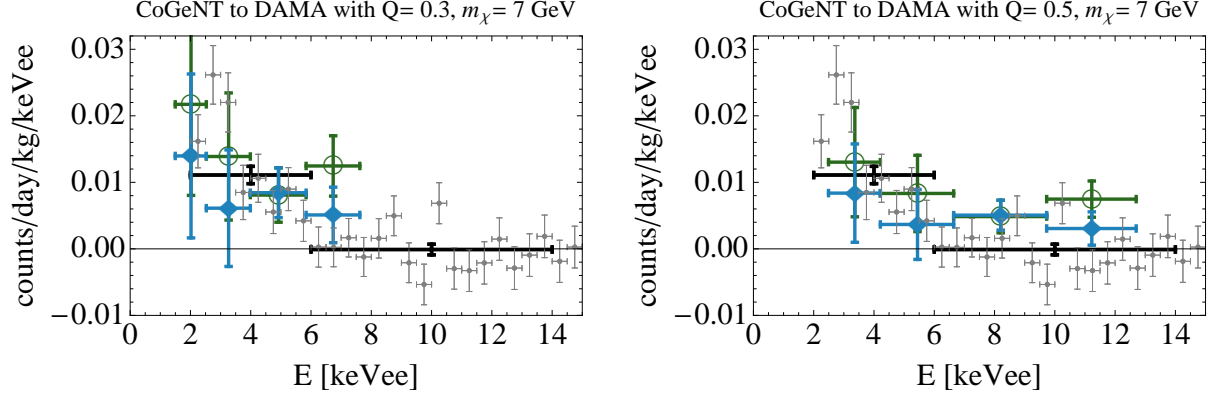 CoGeNT to DAMA with Q= 0.3, mχ= 7 GeV
counts/day/kg/keVee
0.03
0.02
0.01
0.00
−0.01
2 4 6 8 10 12 14
E [keVee]
CoGeNT to DAMA with Q= 0.5, mχ= 7 GeV
counts/day/kg/keVee
0.03
0.02
0.01
0.00
−0.01
2 4 6 8 10 12 14
E [keVee]